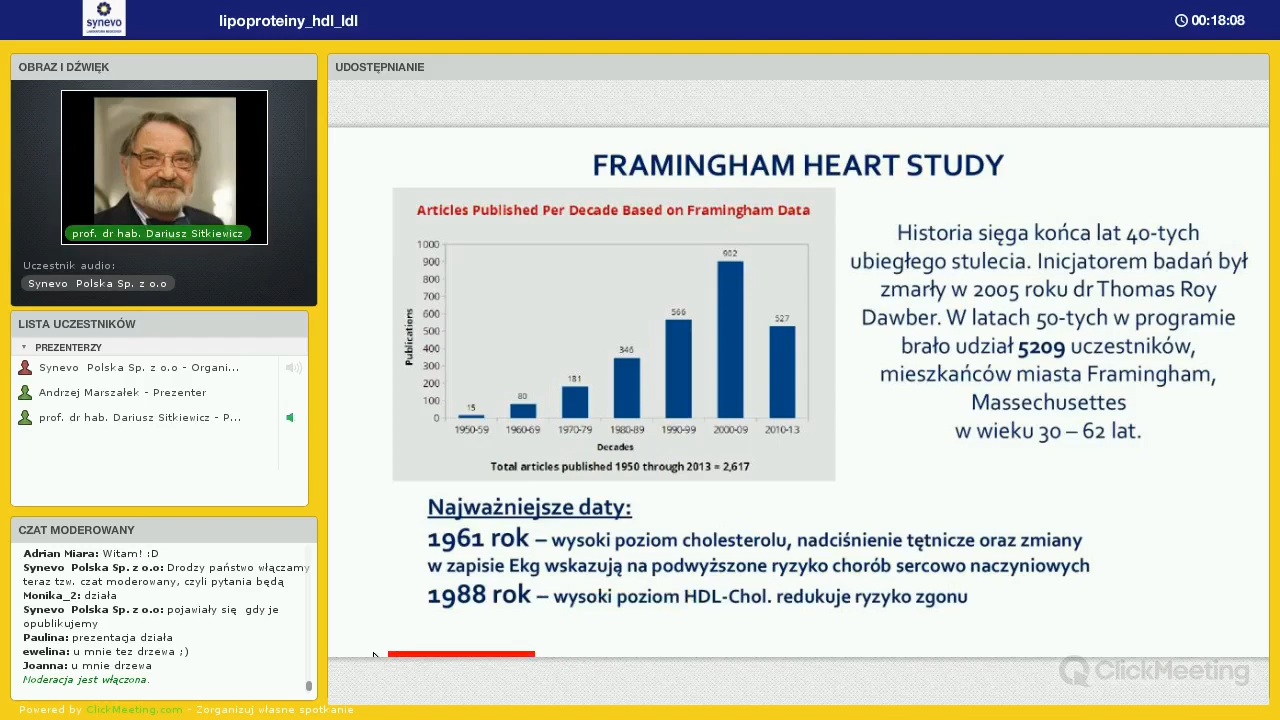 synevo
lipoproteiny_hdl_ldl
00:18:08
OBRAZ I DŹWIĘK
prof. dr hab. Dariusz Sitkiewicz
Uczestnik audio:
Synevo Polska Sp. z o.o
LISTA UCZESTNIKÓW
PREZENTERZY
Synevo Polska Sp. z o.o - Organi...
Andrzej Marszałek - Prezenter
prof. dr hab. Dariusz Sitkiewicz - P...
CZAT MODEROWANY
Adrian Miara: Witam! :D
Synevo Polska Sp. z o.o: Drodzy państwo włączamy
teraz tzw. czat moderowany, czyli pytania będą
Monika_2: działa
Synevo Polska Sp. z o.o: pojawiały się gdy je
opublikujemy
Paulina: prezentacja działa
ewelina: u mnie tez drzewa ;)
Joanna: u mnie drzewa
Moderacja jest włączona.
Powered by ClickMeeting.com - Zorganizuj własne spotkanie
UDOSTĘPNIANIE
FRAMINGHAM HEART STUDY
Articles Published Per Decade Based on Framingham Data
Publications
1000
900
800
700
600
500
400
300
200
100
0
15
80
181
346
566
902
527
1950-59 1960-69 1970-79 1980-89 1990-99 2000-09 2010-13
Decades
Total articles published 1950 through 2013 = 2,617
Historia sięga końca lat 40-tych
ubiegłego stulecia. Inicjatorem badań był
zmarły w 2005 roku dr Thomas Roy
Dawber. W latach 50-tych w programie
brało udział 5209 uczestników,
mieszkańców miasta Framingham,
Massechusettes
w wieku 30 – 62 lat.
Najważniejsze daty:
1961 rok – wysoki poziom cholesterolu, nadciśnienie tętnicze oraz zmiany
w zapisie Ekg wskazują na podwyższone ryzyko chorób sercowo naczyniowych
1988 rok – wysoki poziom HDL-Chol. redukuje ryzyko zgonu
ClickMeeting